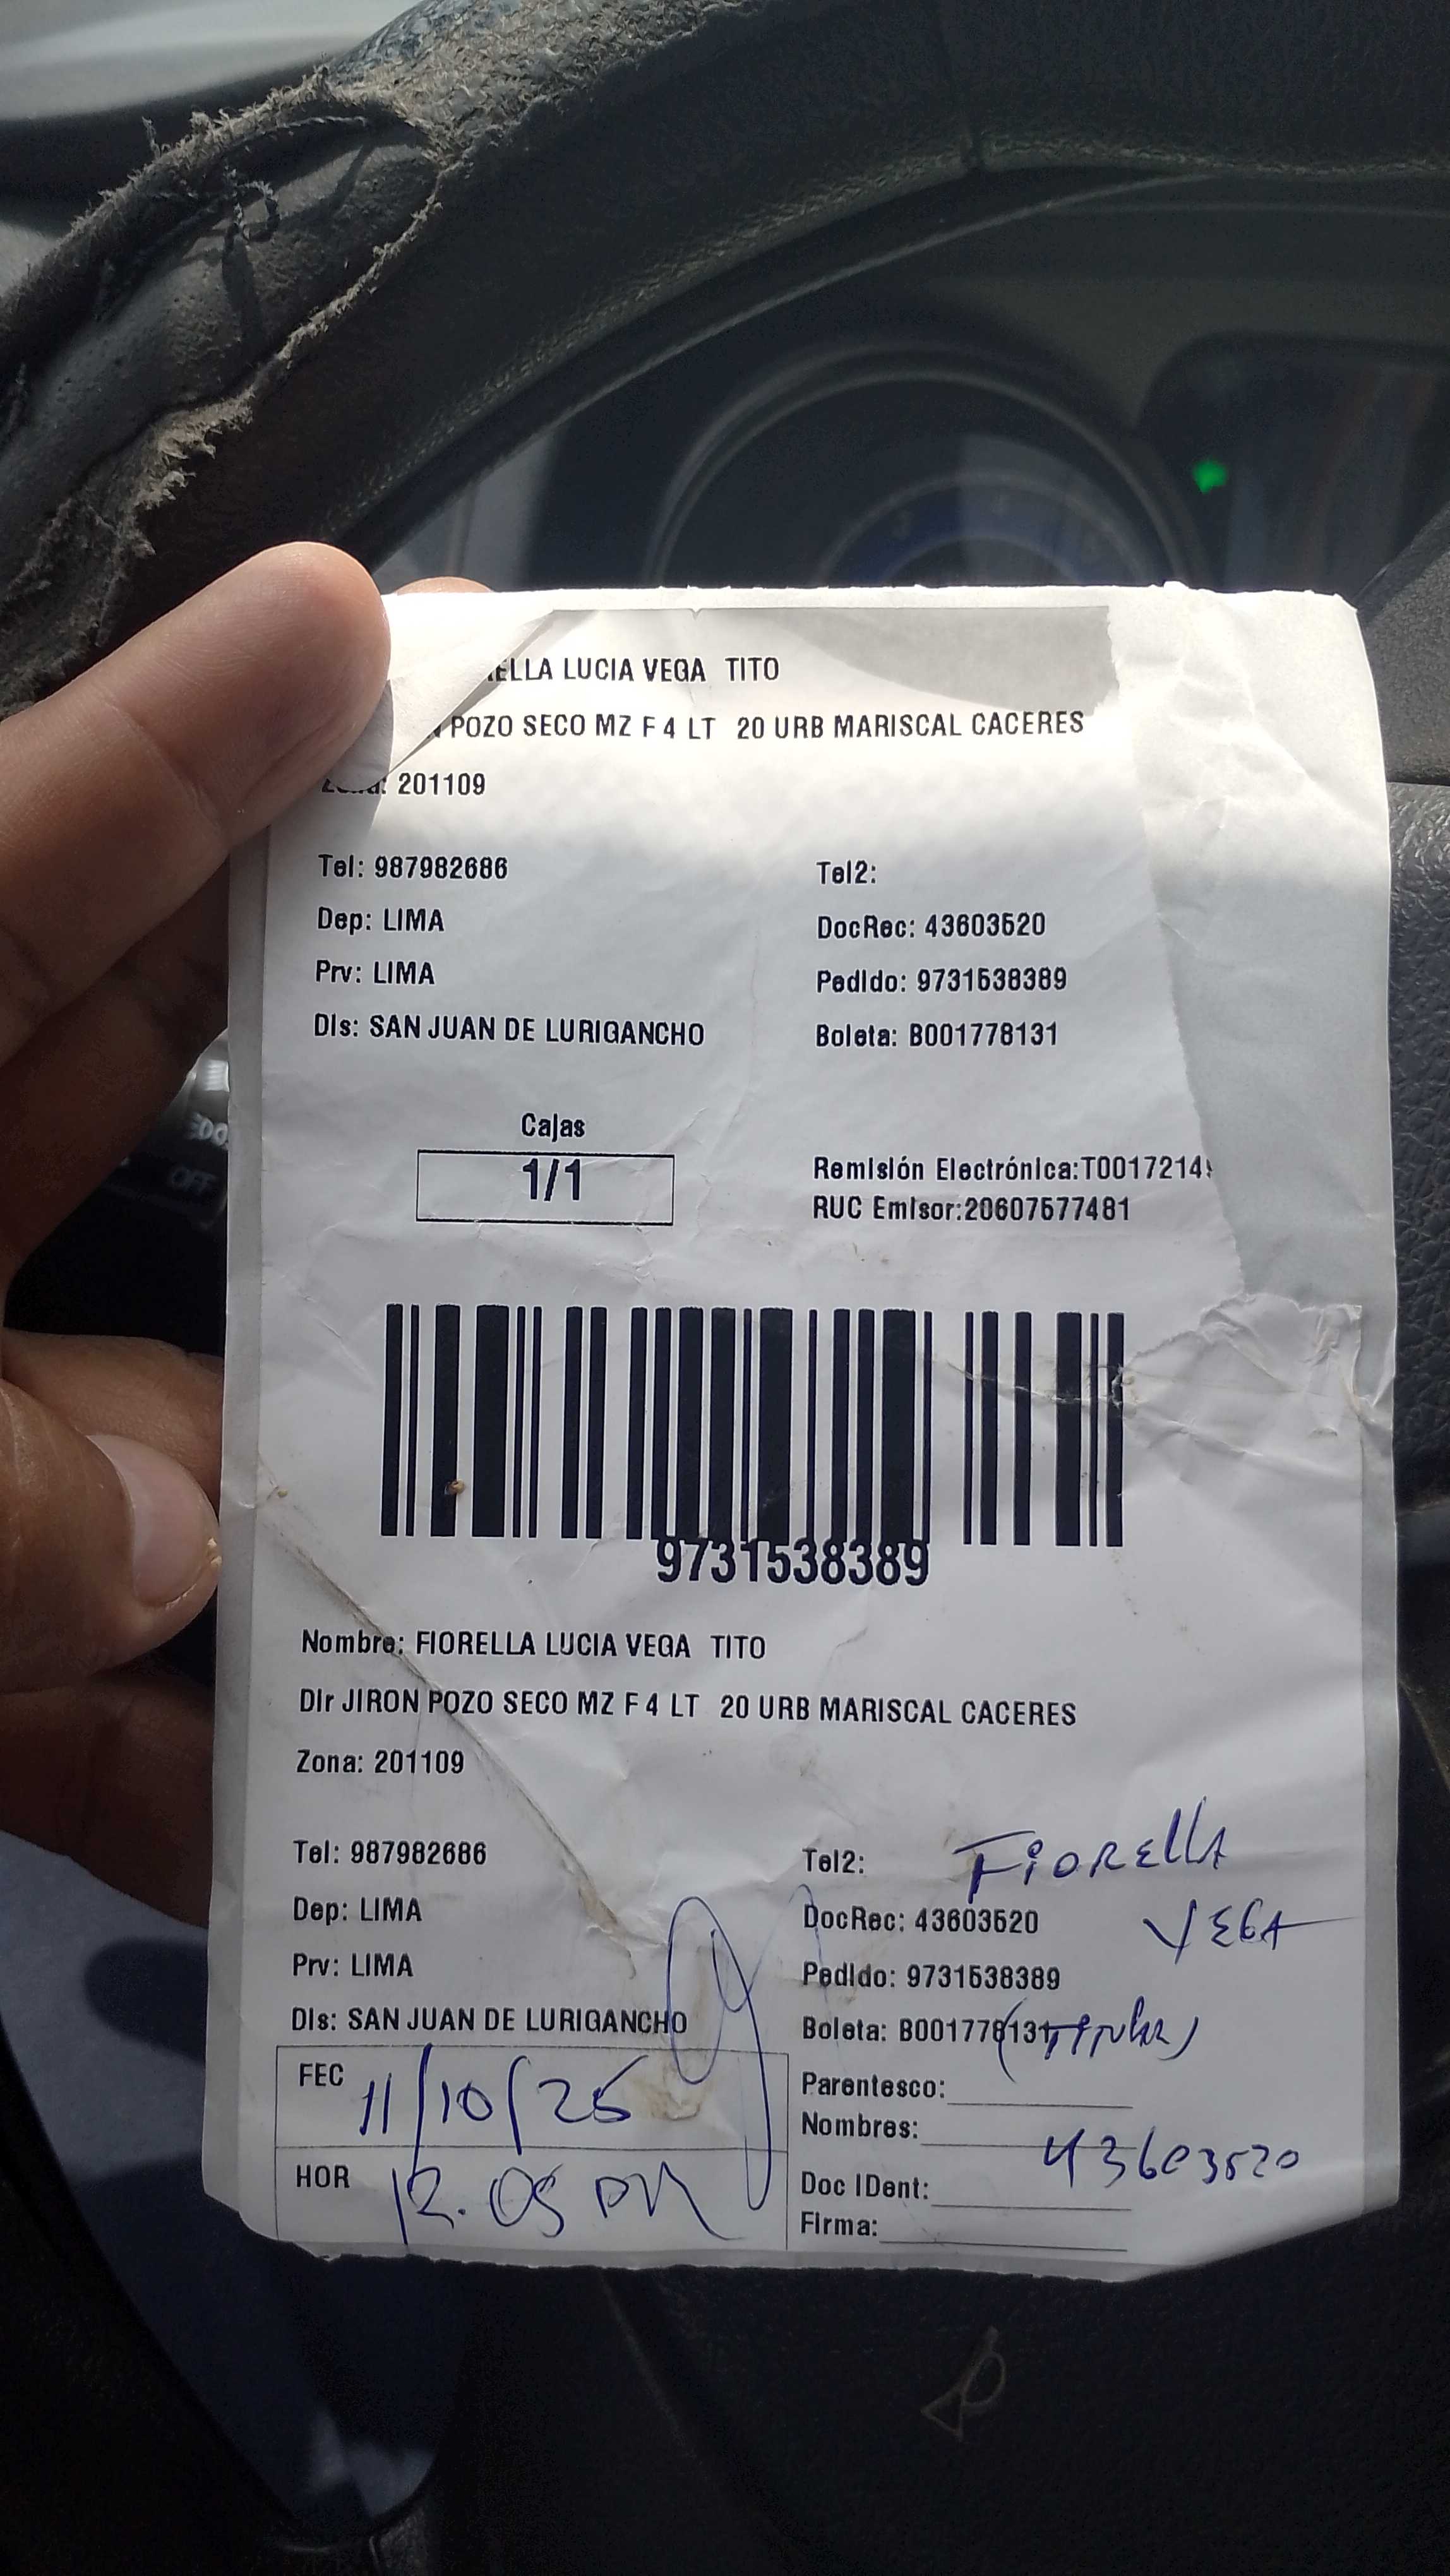 ELLA LUCIA VEGA TITO
POZO SECO MZ F 4 LT 20 URB MARISCAL CACERES
201109
Tel: 987982686
Tel2:
Dep: LIMA
DocRec: 43603520
Prv: LIMA
Pedido: 9731538389
Dis: SAN JUAN DE LURIGANCHO
Boleta: B001778131
Cajas
1/1
Remisión Electrónica:T00172149
RUC Emisor:20607577481
9731538389
Nombre: FIORELLA LUCIA VEGA TITO
Dir JIRON POZO SECO MZ F 4 LT 20 URB MARISCAL CACERES
Zona: 201109
Tel: 987982686
Tel2:
FiORELLA
Dep: LIMA
DocRec: 43603520
VEGA
Prv: LIMA
Pedido: 9731538389
Dis: SAN JUAN DE LURIGANCHO
Boleta: B001778131
(Titular)
FEC 11/10/25
Parentesco:
Nombres:
43603520
HOR 12.05 PM
Doc IDent:
Firma:
OFF